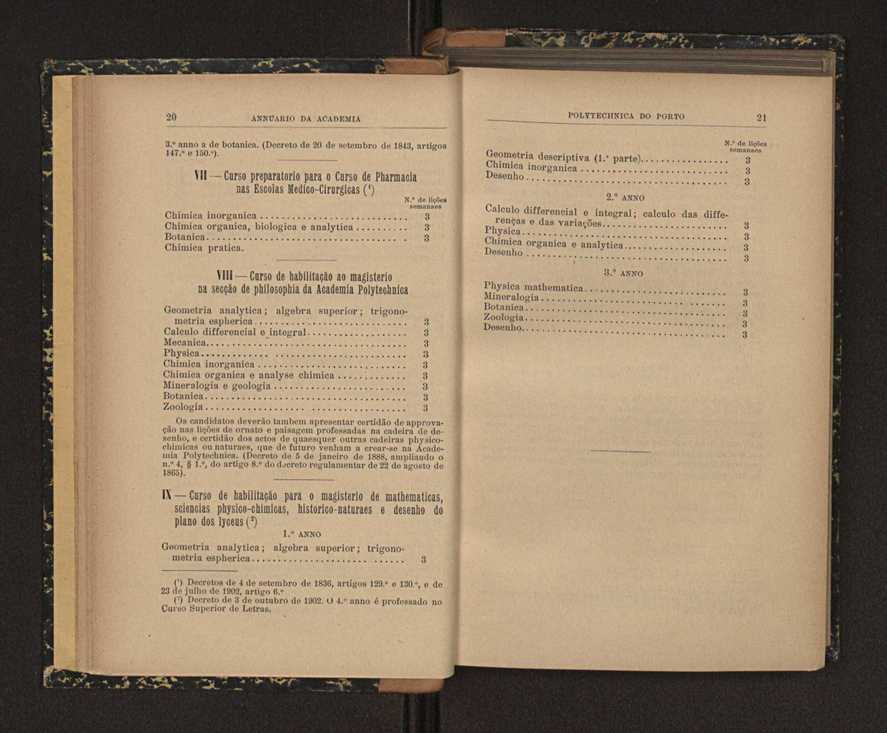 20 ANNUARIO DA ACADEMIA
3.º anno a de botanica. (Decreto de 20 de setembro de 1843, artigos
147.º e 150.º).
VII — Curso preparatorio para o Curso de Pharmacia
nas Escolas Medico-Cirurgicas (¹)
N.º de lições
semanaes
Chimica inorganica . . . . . . . . . . . . . . . . . . . . . . . . . . 3
Chimica organica, biologica e analytica . . . . . . . . . . 3
Botanica . . . . . . . . . . . . . . . . . . . . . . . . . . . . . . . . . . . 3
Chimica pratica.
VIII — Curso de habilitação ao magisterio
na secção de philosophia da Academia Polytechnica
Geometria analytica; algebra superior; trigono-
metria espherica . . . . . . . . . . . . . . . . . . . . . . . . . . 3
Calculo differencial e integral . . . . . . . . . . . . . . . . . . 3
Mecanica. . . . . . . . . . . . . . . . . . . . . . . . . . . . . . . . . . . 3
Physica. . . . . . . . . . . . . . . . . . . . . . . . . . . . . . . . . . . . 3
Chimica inorganica . . . . . . . . . . . . . . . . . . . . . . . . . . 3
Chimica organica e analyse chimica . . . . . . . . . . . . . 3
Mineralogia e geologia . . . . . . . . . . . . . . . . . . . . . . . 3
Botanica. . . . . . . . . . . . . . . . . . . . . . . . . . . . . . . . . . . 3
Zoologia . . . . . . . . . . . . . . . . . . . . . . . . . . . . . . . . . . . 3
Os candidatos deverão tambem apresentar certidão de approva-
ção nas lições de ornato e paisagem professadas na cadeira de de-
senho, e certidão dos actos de quaesquer outras cadeiras physico-
chimicas ou naturaes, que de futuro venham a crear-se na Acade-
mia Polytechnica. (Decreto de 5 de janeiro de 1888, ampliando o
n.º 4, § 1.º, do artigo 8.º do decreto regulamentar de 22 de agosto de
1865).
IX — Curso de habilitação para o magisterio de mathematicas,
sciencias physico-chimicas, historico-naturaes e desenho do
plano dos lyceus (²)
1.º ANNO
Geometria analytica; algebra superior; trigono-
metria espherica . . . . . . . . . . . . . . . . . . . . . . . . . . 3
(¹) Decretos de 4 de setembro de 1836, artigos 129.º e 130.º, e de
23 de julho de 1902, artigo 6.º
(²) Decreto de 3 de outubro de 1902. O 4.º anno é professado no
Curso Superior de Letras.
POLYTECHNICA DO PORTO 21
N.º de lições
semanaes
Geometria descriptiva (1.ª parte). . . . . . . . . . . . . . . . 3
Chimica inorganica . . . . . . . . . . . . . . . . . . . . . . . . . . 3
Desenho . . . . . . . . . . . . . . . . . . . . . . . . . . . . . . . . . . . 3
2.º ANNO
Calculo differencial e integral; calculo das diffe-
renças e das variações. . . . . . . . . . . . . . . . . . . . . . 3
Physica. . . . . . . . . . . . . . . . . . . . . . . . . . . . . . . . . . . . 3
Chimica organica e analytica. . . . . . . . . . . . . . . . . . . 3
Desenho . . . . . . . . . . . . . . . . . . . . . . . . . . . . . . . . . . . 3
3.º ANNO
Physica mathematica. . . . . . . . . . . . . . . . . . . . . . . . . 3
Mineralogia . . . . . . . . . . . . . . . . . . . . . . . . . . . . . . . . 3
Botanica . . . . . . . . . . . . . . . . . . . . . . . . . . . . . . . . . . . 3
Zoologia . . . . . . . . . . . . . . . . . . . . . . . . . . . . . . . . . . . 3
Desenho. . . . . . . . . . . . . . . . . . . . . . . . . . . . . . . . . . . 3